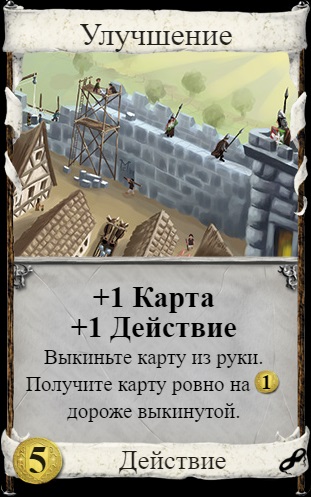 Улучшение
+1 Карта
+1 Действие
Выкиньте карту из руки.
Получите карту ровно на 1
дороже выкинутой.
5 Действие